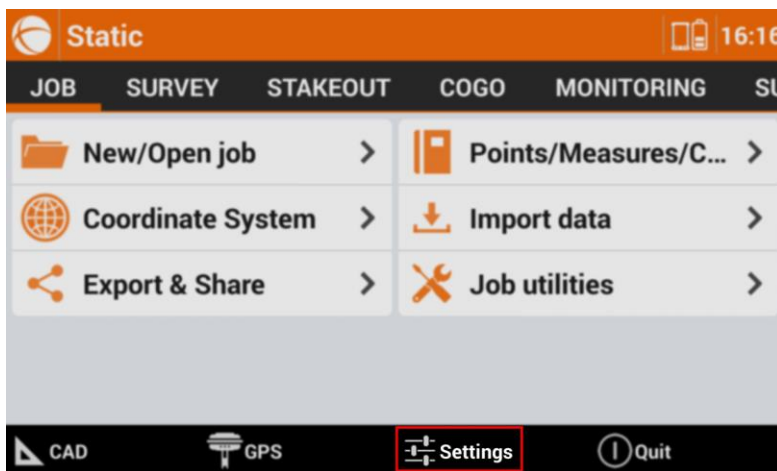 Static 16:16
JOB SURVEY STAKEOUT COGO MONITORING SU
New/Open job Points/Measures/C...
Coordinate System Import data
Export & Share Job utilities
CAD GPS Settings Quit